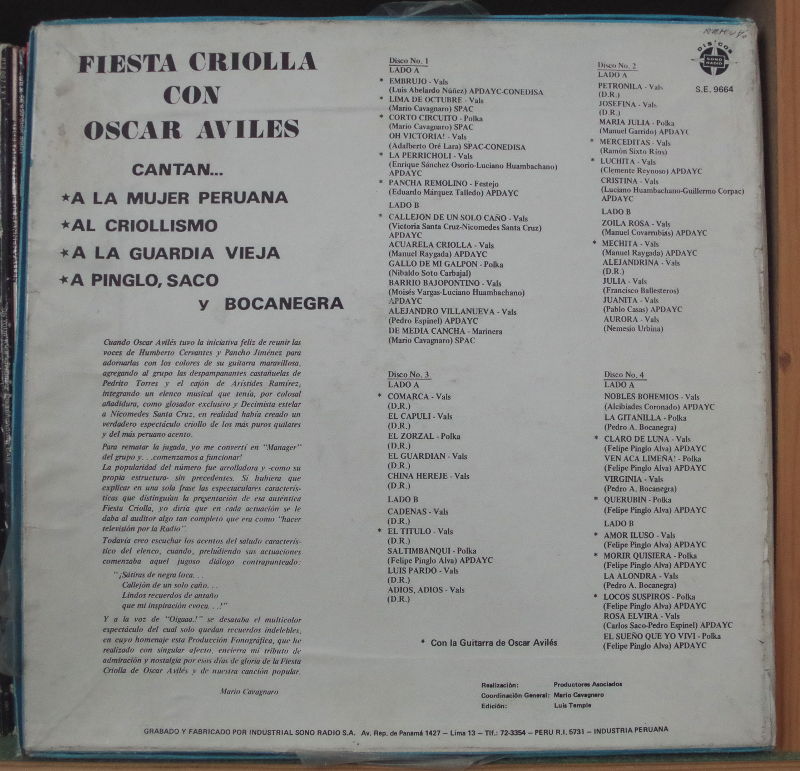 FIESTA CRIOLLA
CON
OSCAR AVILES
CANTAN...
★A LA MUJER PERUANA
★AL CRIOLLISMO
★A LA GUARDIA VIEJA
★A PINGLO, SACO
y BOCANEGRA
Cuando Oscar Avilés tuvo la iniciativa feliz de reunir las
voces de Humberto Cervantes y Pancho Jiménez para
adornarlas con los colores de su guitarra maravillosa,
agregando al grupo las despampanantes castañuelas de
Pedrito Torres y el cajón de Arístides Ramírez,
integrando un elenco musical que tenía, por colosal
añadidura, como glosador exclusivo y Decimista estelar
a Nicomedes Santa Cruz, en realidad había creado un
verdadero espectáculo criollo de los más puros quilates
y del más peruano acento.
Para rematar la jugada, yo me convertí en "Manager"
del grupo y. . .comenzamos a funcionar!
La popularidad del número fue arrolladora y -como su
propia estructura- sin precedentes. Si hubiera que
explicar en una sola frase las espectaculares caracterís-
ticas que distinguían la presentación de esa auténtica
Fiesta Criolla, yo diría que en cada actuación se le
daba al auditor algo tan completo que era como "hacer
televisión por la Radio".
Todavía creo escuchar los acentos del saludo característi-
co del elenco, cuando, preludiendo sus actuaciones
comenzaba aquel jugoso diálogo contrapunteado:
"¡Sátiras de negra loca. . .
Callejón de un solo caño. . .
Lindos recuerdos de antaño
que mi inspiración evoca. . .!"
Y a la voz de "Oigaaa.!" se desataba el multicolor
espectáculo del cual solo quedan recuerdos indelebles,
en cuyo homenaje esta Producción Fonográfica, que he
realizado con singular afecto, encierra mi tributo de
admiración y nostalgia por esos días de gloria de la Fiesta
Criolla de Oscar Avilés y de nuestra canción popular.
Mario Cavagnaro
Disco No. 1
LADO A
* EMBRUJO - Vals
(Luis Abelardo Núñez) APDAYC-CONEDISA
* LIMA DE OCTUBRE - Vals
(Mario Cavagnaro) SPAC
* CORTO CIRCUITO - Polka
(Mario Cavagnaro) SPAC
OH VICTORIA! - Vals
(Adalberto Oré Lara) SPAC-CONEDISA
* LA PERRICHOLI - Vals
(Enrique Sánchez Osorio-Luciano Huambachano)
APDAYC
* PANCHA REMOLINO - Festejo
(Eduardo Márquez Talledo) APDAYC
LADO B
* CALLEJON DE UN SOLO CAÑO - Vals
(Victoria Santa Cruz-Nicomedes Santa Cruz)
APDAYC
ACUARELA CRIOLLA - Vals
(Manuel Raygada) APDAYC
GALLO DE MI GALPON - Polka
(Nibaldo Soto Carbajal)
BARRIO BAJOPONTINO - Vals
(Moisés Vargas-Luciano Huambachano)
APDAYC
ALEJANDRO VILLANUEVA - Vals
(Pedro Espinel) APDAYC
DE MEDIA CANCHA - Marinera
(Mario Cavagnaro) SPAC
DISCOS
SONO
RADIO
S.E. 9664
Disco No. 2
LADO A
PETRONILA - Vals
(D.R.)
JOSEFINA - Vals
(D.R.)
MARIA JULIA - Polka
(Manuel Garrido) APDAYC
* MERCEDITAS - Vals
(Ramón Sixto Ríos)
* LUCHITA - Vals
(Clemente Reynoso) APDAYC
CRISTINA - Vals
(Luciano Huambachano-Guillermo Corpac)
APDAYC
LADO B
ZOILA ROSA - Vals
(Manuel Covarrubias) APDAYC
* MECHITA - Vals
(Manuel Raygada) APDAYC
ALEJANDRINA - Vals
(D.R.)
JULIA - Vals
(Francisco Ballesteros)
JUANITA - Vals
(Pablo Casas) APDAYC
AURORA - Vals
(Nemesio Urbina)
Disco No. 3
LADO A
* COMARCA - Vals
(D.R.)
EL CAPULI - Vals
(D.R.)
EL ZORZAL - Polka
(D.R.)
EL GUARDIAN - Vals
(D.R.)
CHINA HEREJE - Vals
(D.R.)
LADO B
CADENAS - Vals
(D.R.)
* EL TITULO - Vals
(D.R.)
SALTIMBANQUI - Polka
(Felipe Pinglo Alva) APDAYC
LUIS PARDO - Vals
(D.R.)
ADIOS, ADIOS - Vals
(D.R.)
Disco No. 4
LADO A
NOBLES BOHEMIOS - Vals
(Alcibíades Coronado) APDAYC
LA GITANILLA - Polka
(Pedro A. Bocanegra)
* CLARO DE LUNA - Vals
(Felipe Pinglo Alva) APDAYC
VEN ACA LIMEÑA! - Polka
(Felipe Pinglo Alva) APDAYC
VIRGINIA - Vals
(Pedro A. Bocanegra)
* QUERUBIN - Polka
(Felipe Pinglo Alva) APDAYC
LADO B
* AMOR ILUSO - Vals
(Felipe Pinglo Alva) APDAYC
* MORIR QUISIERA - Polka
(Felipe Pinglo Alva) APDAYC
LA ALONDRA - Vals
(Pedro A. Bocanegra)
* LOCOS SUSPIROS - Polka
(Felipe Pinglo Alva) APDAYC
ROSA ELVIRA - Vals
(Carlos Saco-Pedro Espinel) APDAYC
EL SUEÑO QUE YO VIVI - Polka
(Felipe Pinglo Alva) APDAYC
* Con la Guitarra de Oscar Avilés
Realización: Productores Asociados
Coordinación General: Mario Cavagnero
Edición: Luis Temple
GRABADO Y FABRICADO POR INDUSTRIAL SONO RADIO S.A. Av. Rep. de Panamá 1427 – Lima 13 – Tlf.: 72-3354 – PERU R.I. 5731 – INDUSTRIA PERUANA